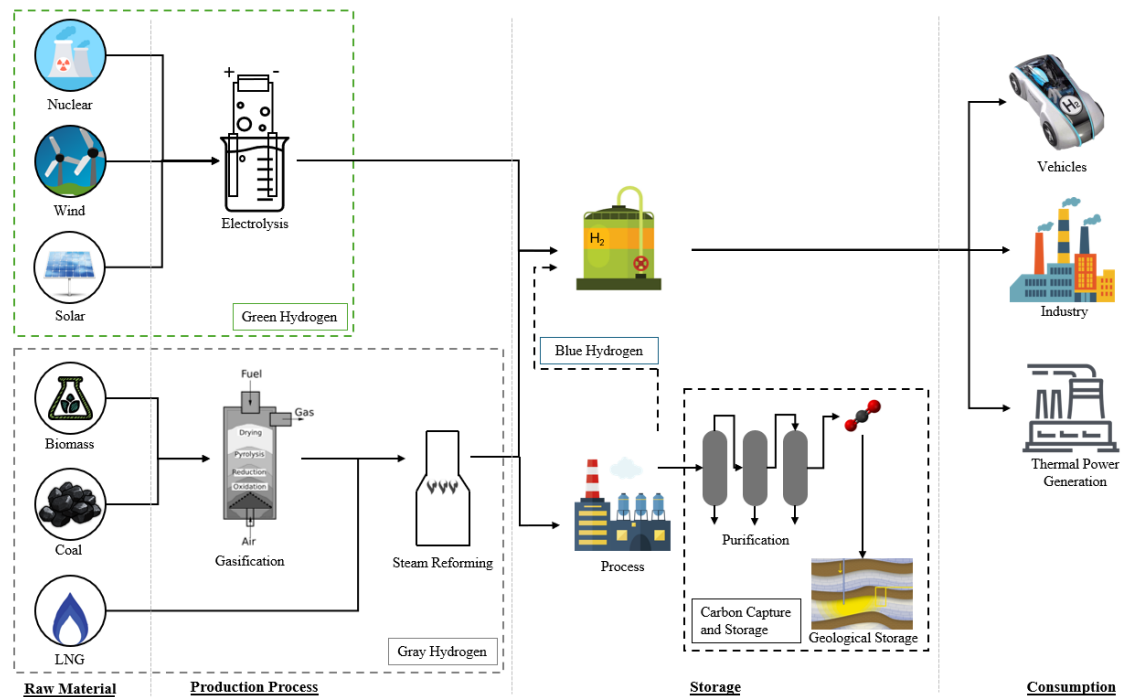 + -
Nuclear
Wind
Solar
Electrolysis
Green Hydrogen
H2
H2
Vehicles
Industry
Thermal Power
Generation
Blue Hydrogen
Biomass
Coal
LNG
Fuel
Gas
Drying
Pyrolysis
Reduction
Oxidation
Air
Gasification
Steam Reforming
Gray Hydrogen
Process
Purification
Carbon Capture
and Storage
Geological Storage
Raw Material
Production Process
Storage
Consumption